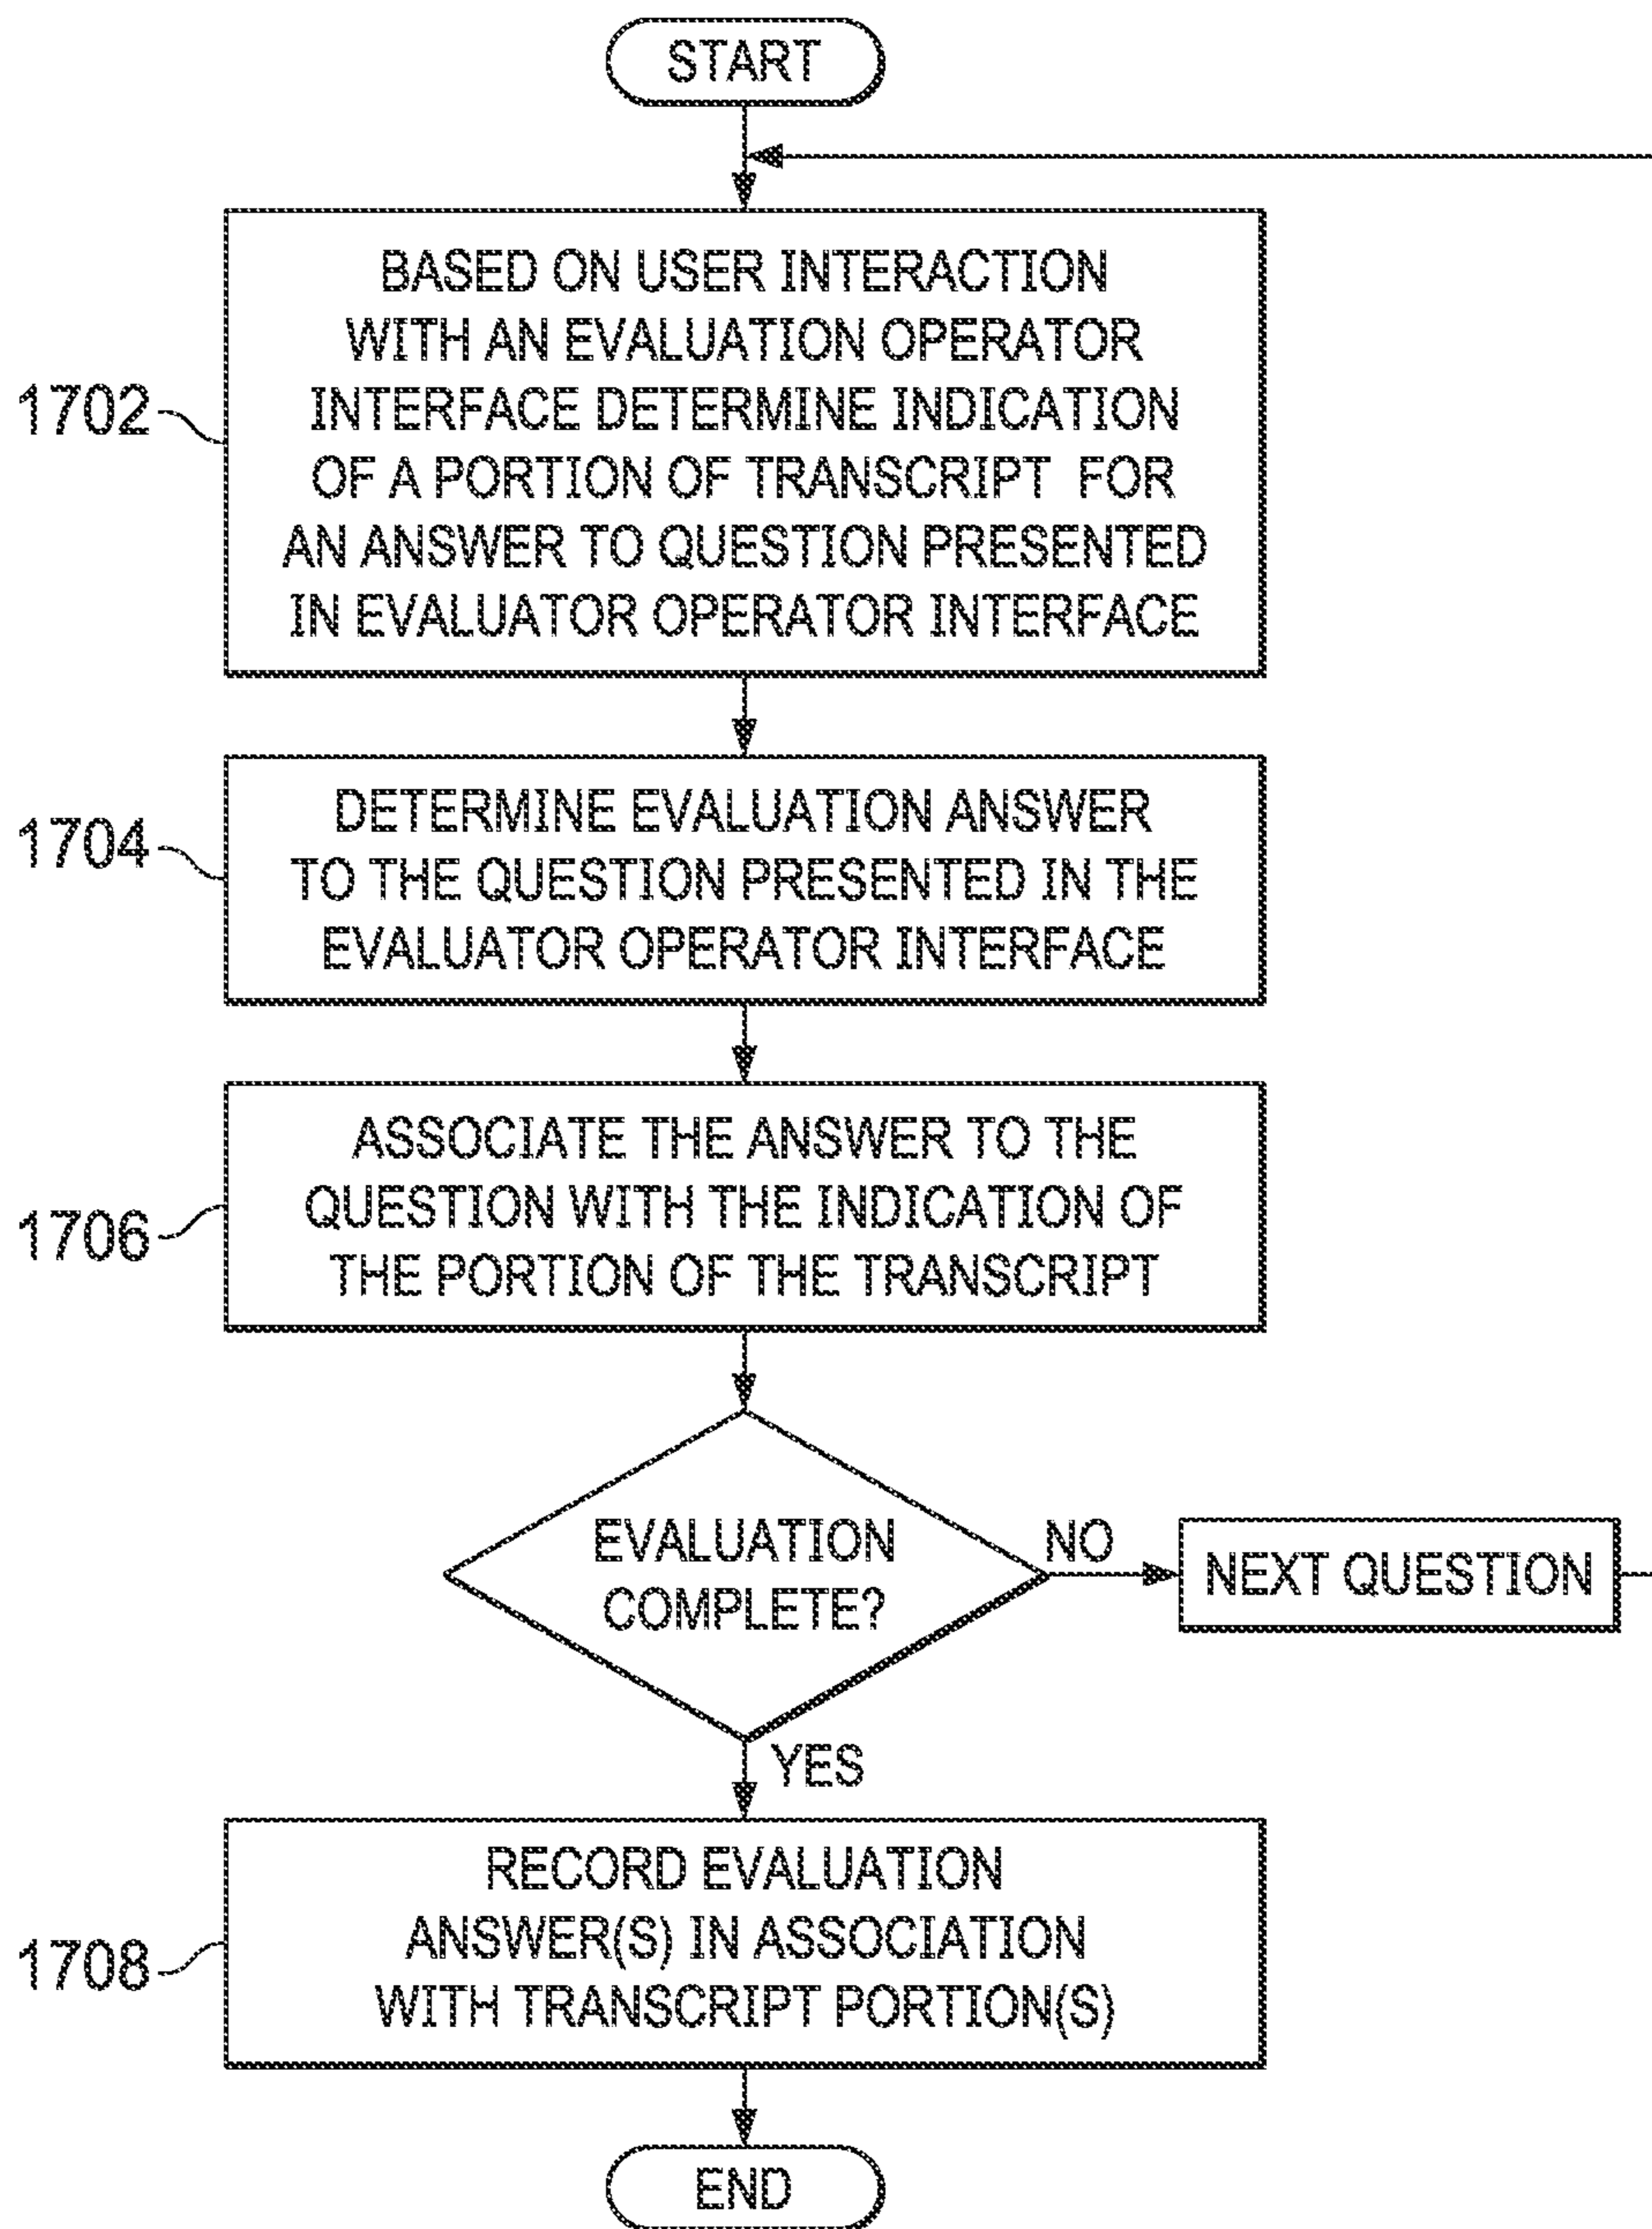 START
BASED ON USER INTERACTION
WITH AN EVALUATION OPERATOR
INTERFACE DETERMINE INDICATION
OF A PORTION OF TRANSCRIPT FOR
AN ANSWER TO QUESTION PRESENTED
IN EVALUATOR OPERATOR INTERFACE
1702
DETERMINE EVALUATION ANSWER
TO THE QUESTION PRESENTED IN THE
EVALUATOR OPERATOR INTERFACE
1704
ASSOCIATE THE ANSWER TO THE
QUESTION WITH THE INDICATION OF
THE PORTION OF THE TRANSCRIPT
1706
EVALUATION
COMPLETE?
NO
NEXT QUESTION
YES
RECORD EVALUATION
ANSWER(S) IN ASSOCIATION
WITH TRANSCRIPT PORTION(S)
1708
END